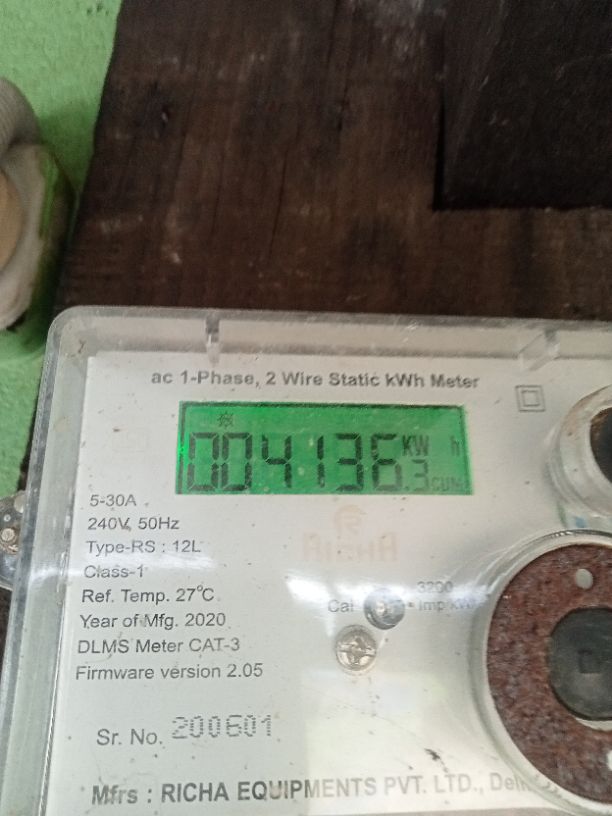 ac 1-Phase, 2 Wire Static kWh Meter
004136.3 KW h
CUM
5-30A
240V, 50Hz
Type-RS : 12L
Class-1
Ref. Temp. 27°C
Year of Mfg. 2020
DLMS Meter CAT-3
Firmware version 2.05
Cal
3200
Imp/kWh
Sr. No. 200601
Mfrs : RICHA EQUIPMENTS PVT. LTD.,